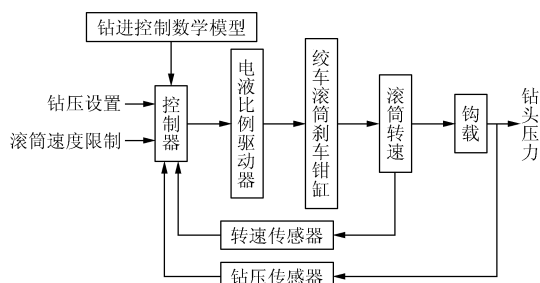 钻进控制数学模型
钻压设置
滚筒速度限制
控制器
电液比例驱动器
绞车滚筒刹车钳缸
滚筒转速
钩载
钻头压力
转速传感器
钻压传感器